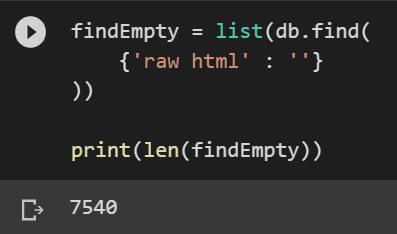 findEmpty = list(db.find(
    {'raw html' : ''}
))
print(len(findEmpty))
7540